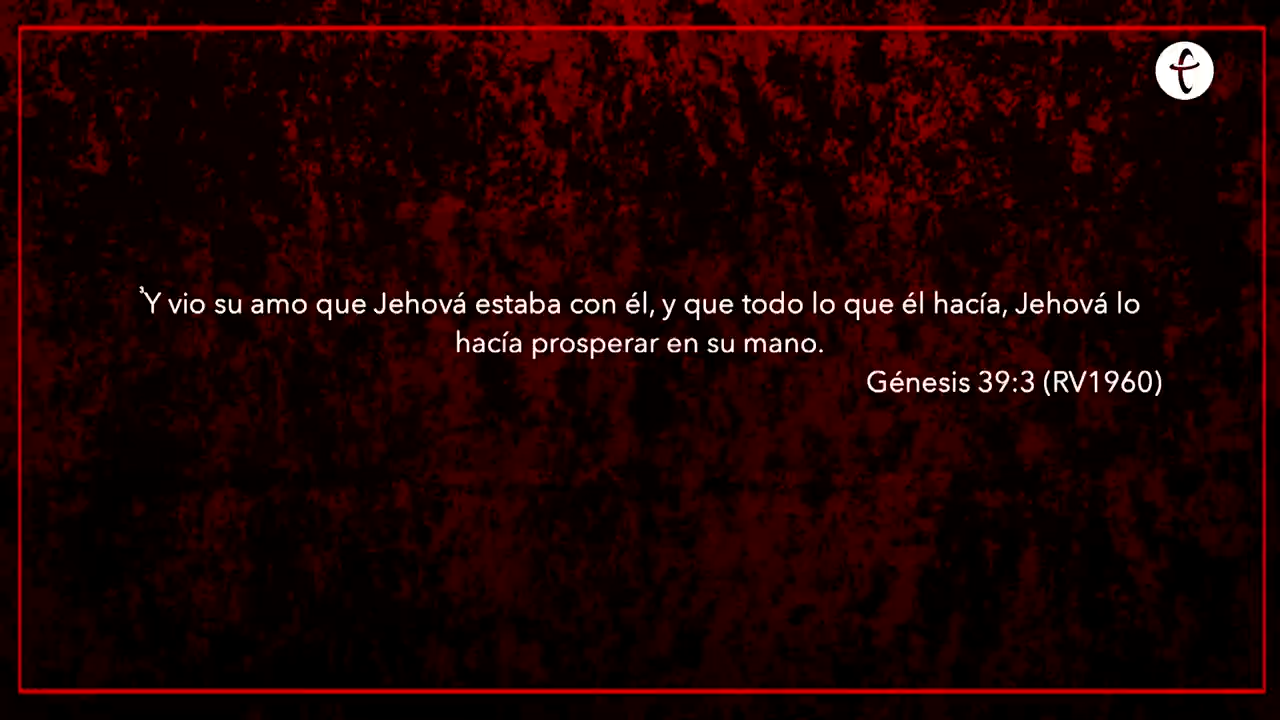 ³Y vio su amo que Jehová estaba con él, y que todo lo que él hacía, Jehová lo
hacía prosperar en su mano.
Génesis 39:3 (RV1960)